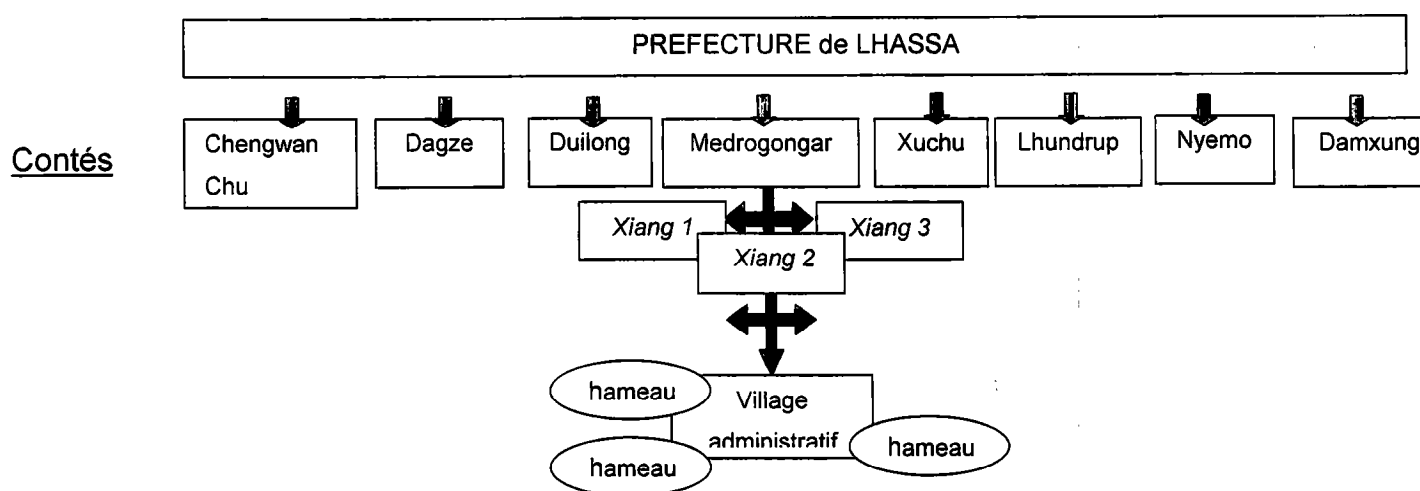 PREFECTURE de LHASSA
Contés
Chengwan
Chu
Dagze
Duilong
Medrogongar
Xuchu
Lhundrup
Nyemo
Damxung
Xiang 1
Xiang 3
Xiang 2
hameau
Village
administratif
hameau
hameau